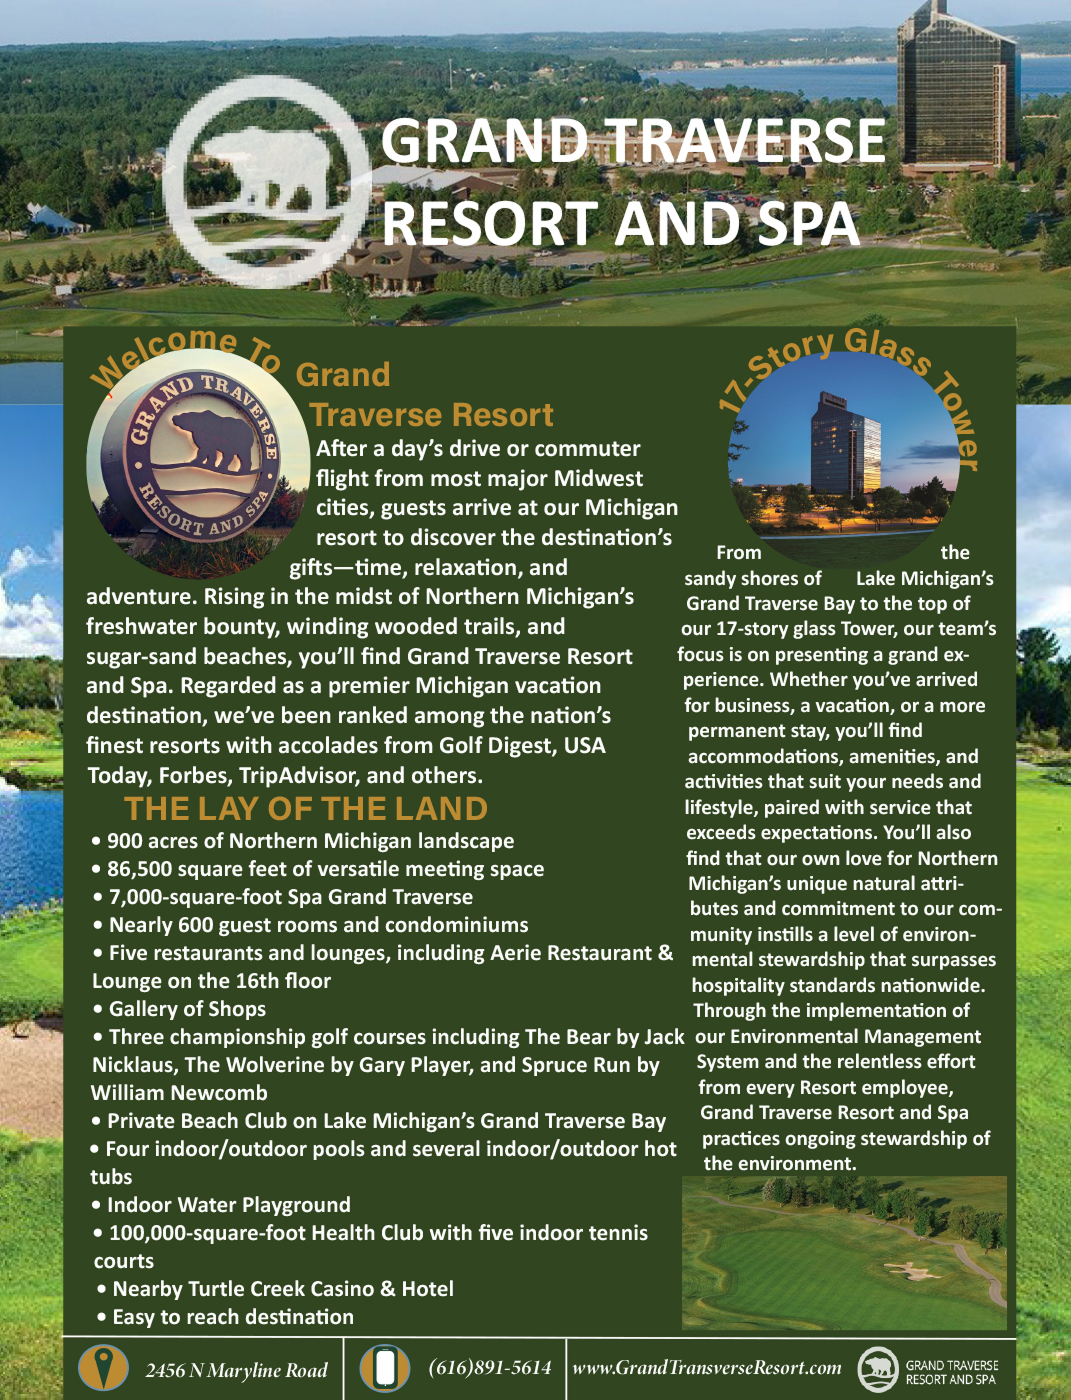 GRAND TRAVERSE
RESORT AND SPA
Welcome To
GRAND TRAVERSE
RESORT AND SPA
Grand
Traverse Resort
After a day’s drive or commuter
flight from most major Midwest
cities, guests arrive at our Michigan
resort to discover the destination’s
gifts—time, relaxation, and
adventure. Rising in the midst of Northern Michigan’s
freshwater bounty, winding wooded trails, and
sugar-sand beaches, you’ll find Grand Traverse Resort
and Spa. Regarded as a premier Michigan vacation
destination, we’ve been ranked among the nation’s
finest resorts with accolades from Golf Digest, USA
Today, Forbes, TripAdvisor, and others.
THE LAY OF THE LAND
• 900 acres of Northern Michigan landscape
• 86,500 square feet of versatile meeting space
• 7,000-square-foot Spa Grand Traverse
• Nearly 600 guest rooms and condominiums
• Five restaurants and lounges, including Aerie Restaurant &
Lounge on the 16th floor
• Gallery of Shops
• Three championship golf courses including The Bear by Jack
Nicklaus, The Wolverine by Gary Player, and Spruce Run by
William Newcomb
• Private Beach Club on Lake Michigan’s Grand Traverse Bay
• Four indoor/outdoor pools and several indoor/outdoor hot
tubs
• Indoor Water Playground
• 100,000-square-foot Health Club with five indoor tennis
courts
• Nearby Turtle Creek Casino & Hotel
• Easy to reach destination
17-Story Glass Tower
From the
sandy shores of Lake Michigan’s
Grand Traverse Bay to the top of
our 17-story glass Tower, our team’s
focus is on presenting a grand ex-
perience. Whether you’ve arrived
for business, a vacation, or a more
permanent stay, you’ll find
accommodations, amenities, and
activities that suit your needs and
lifestyle, paired with service that
exceeds expectations. You’ll also
find that our own love for Northern
Michigan’s unique natural attri-
butes and commitment to our com-
munity instills a level of environ-
mental stewardship that surpasses
hospitality standards nationwide.
Through the implementation of
our Environmental Management
System and the relentless effort
from every Resort employee,
Grand Traverse Resort and Spa
practices ongoing stewardship of
the environment.
2456 N Maryline Road
(616)891-5614
www.GrandTransverseResort.com
GRAND TRAVERSE
RESORT AND SPA